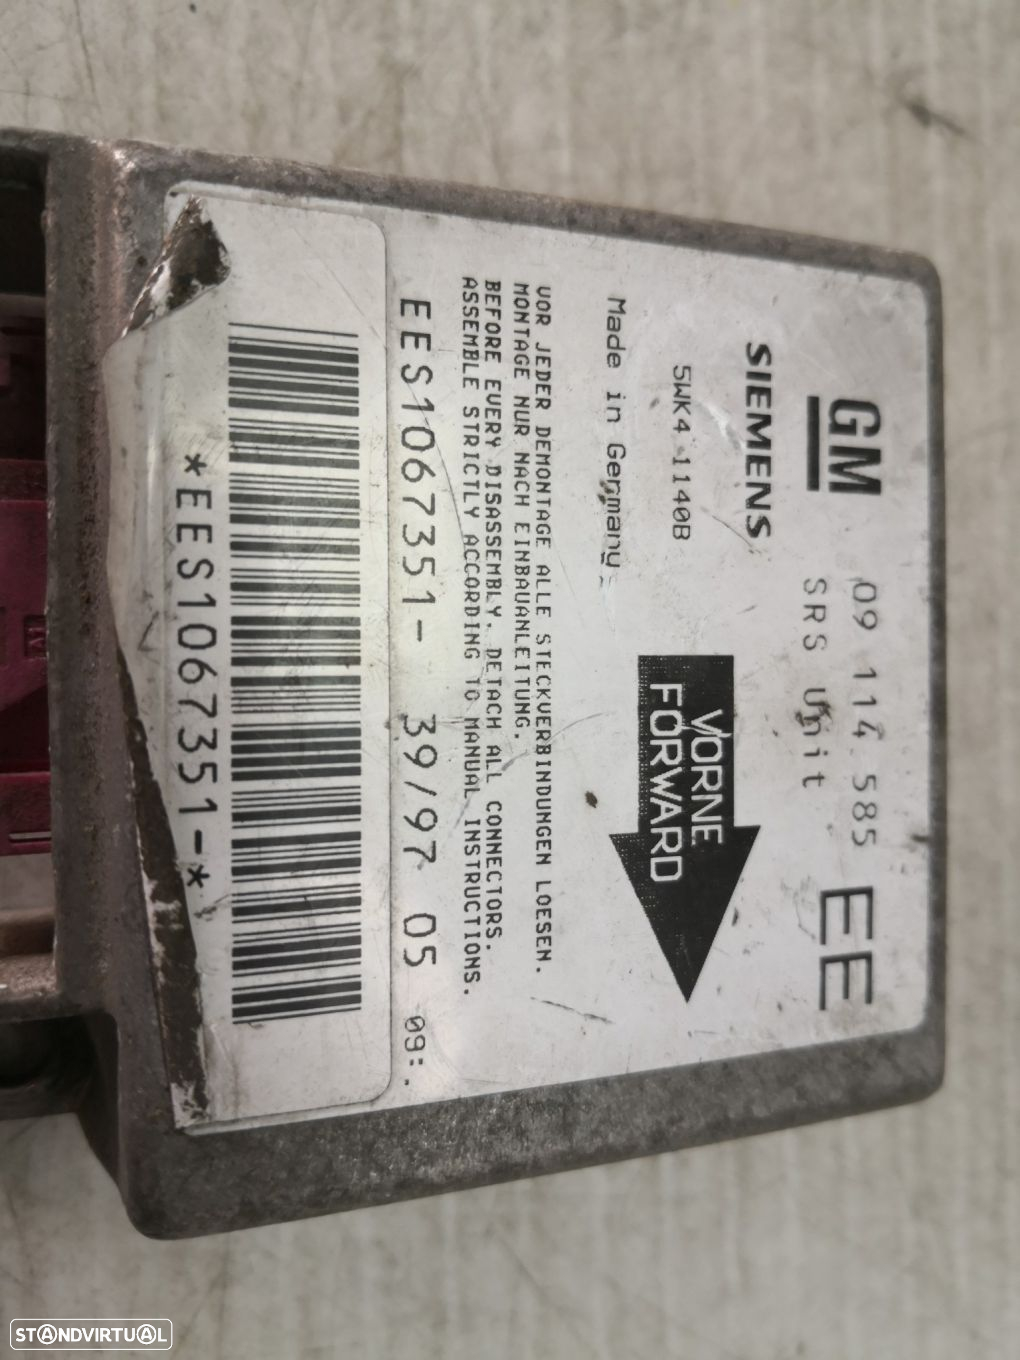 GM 09 114 585 EE
SRS Unit
SIEMENS
5WK4 1140B
VORNE
FORWARD
Made in Germany
VOR JEDER DEMONTAGE ALLE STECKVERBINDUNGEN LOESEN.
MONTAGE NUR NACH EINBAUANLEITUNG.
BEFORE EVERY DISASSEMBLY. DETACH ALL CONNECTORS.
ASSEMBLE STRICTLY ACCORDING TO MANUAL INSTRUCTIONS.
EES1067351- 39/97 05 09:.
*EES1067351-*
STANDVIRTUAL